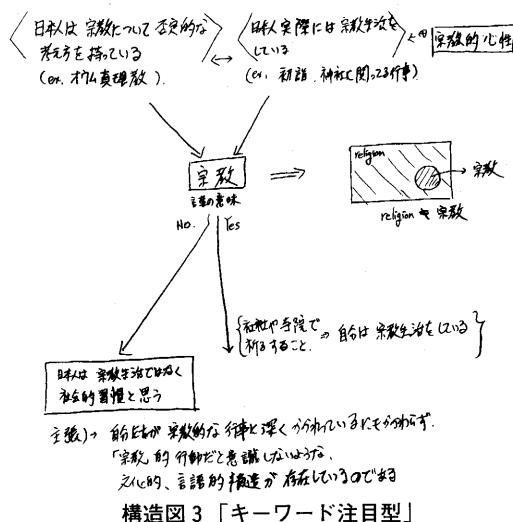 日本人は宗教について否定的な
考え方を持っている
(ex. オウム真理教)
日本人実際には宗教生活を
している
(ex. 初詣、神社に関わる行事)
宗教的心性
宗教
言葉の意味
No. Yes
religion
宗教
religion 宗教
社社や寺院で
祈るすること。 ⇒ 自分は宗教生活をしている
日本人は宗教生活ではなく
社会的習慣と思う
主張)→ 自分たちが宗教的な行事と深くかかわっているにもかかわらず、
「宗教」的行動だと意識しないような、
文化的、言語的構造が存在しているのである
構造図3「キーワード注目型」